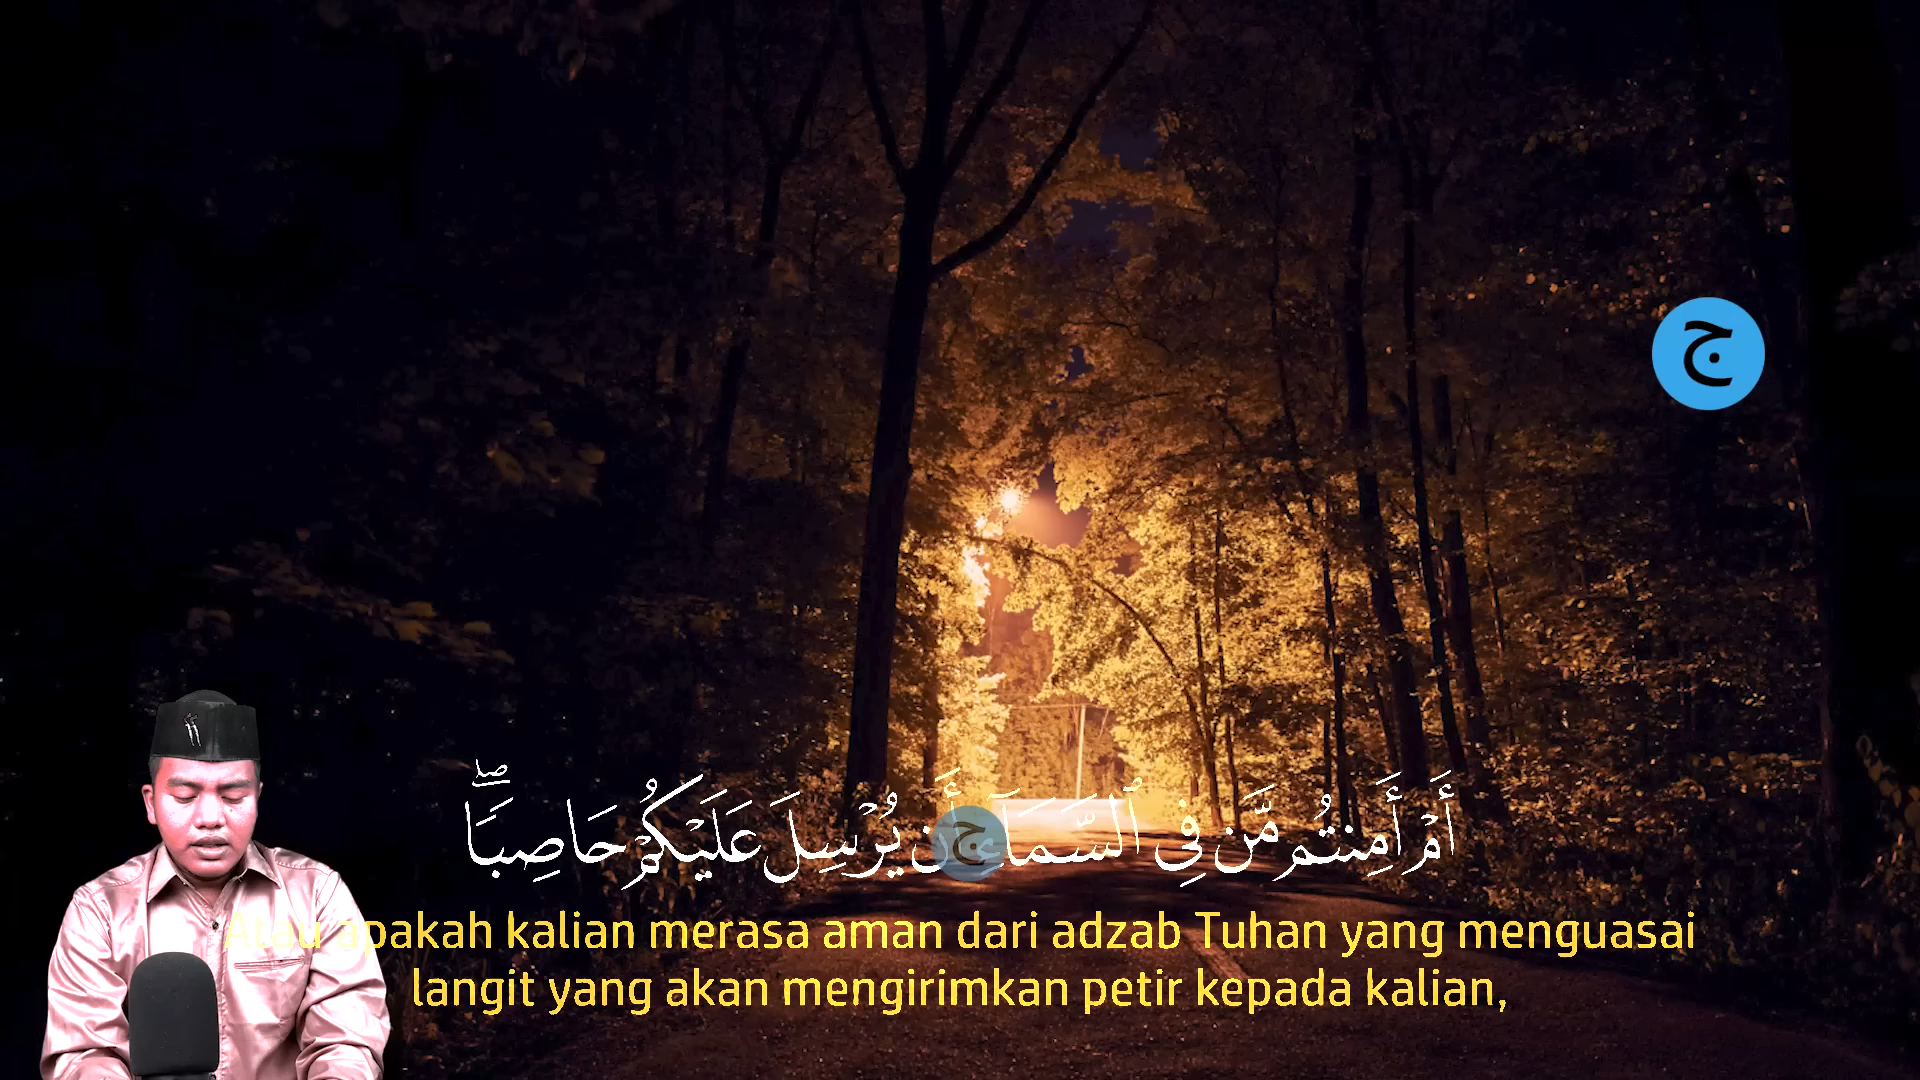 ج
أَمْ أَمِنتُم مَّن فِى ٱلسَّمَآءِ أَن يُرْسِلَ عَلَيْكُمْ حَاصِبًا ۖ
ج
Atau apakah kalian merasa aman dari adzab Tuhan yang menguasai
langit yang akan mengirimkan petir kepada kalian,